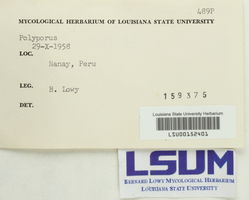 489P
MYCOLOGICAL HERBARIUM OF LOUISIANA STATE UNIVERSITY
Polyporus
29-X-1958
LOC.
Nanay, Peru
LEG. B. Lowy
DET.
159375
Louisiana State University Herbarium
LSU00152401
LSUM
BERNARD LOWY MYCOLOGICAL HERBARIUM
LOUISIANA STATE UNIVERSITY